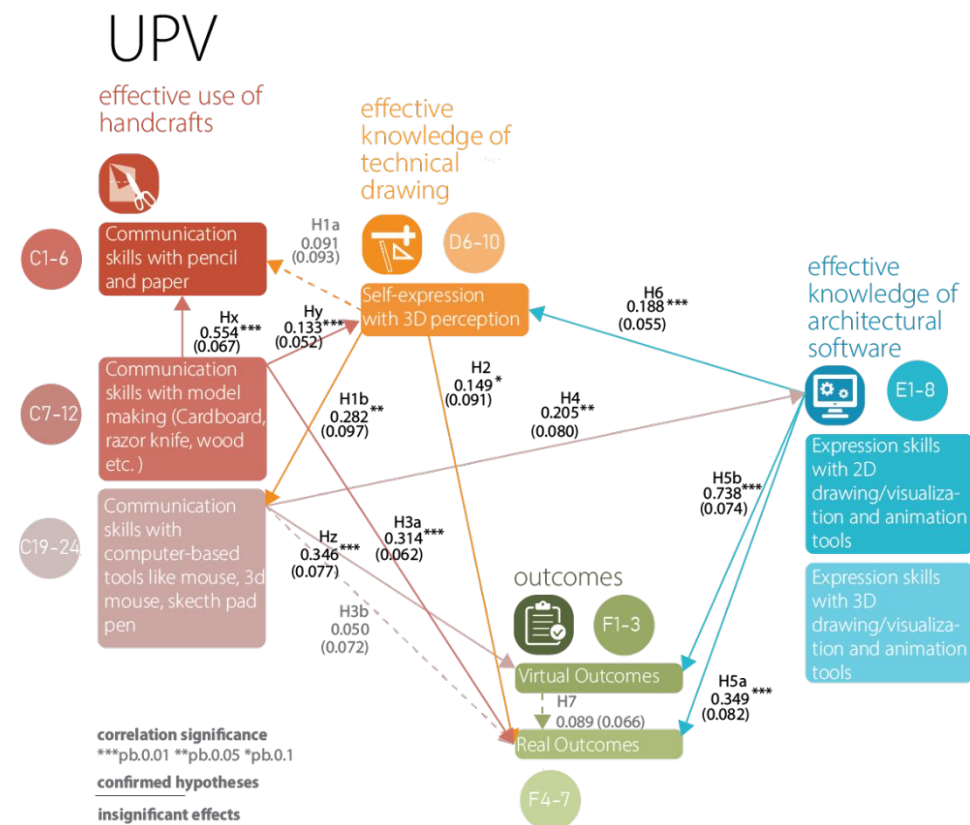 UPV
effective use of
handcrafts
effective
knowledge of
technical
drawing
C1-6
Communication
skills with pencil
and paper
H1a
0.091
(0.093)
D6-10
Self-expression
with 3D perception
effective
knowledge of
architectural
software
E1-8
Hx
0.554 ***
(0.067)
Hy
0.133 ***
(0.052)
H6
0.188 ***
(0.055)
C7-12
Communication
skills with model
making (Cardboard,
razor knife, wood
etc. )
H1b
0.282 **
(0.097)
H2
0.149 *
(0.091)
H4
0.205 **
(0.080)
Expression skills
with 2D
drawing/visualiza-
tion and animation
tools
C19-24
Communication
skills with
computer-based
tools like mouse, 3d
mouse, skecth pad
pen
Hz
0.346 ***
(0.077)
H3a
0.314 ***
(0.062)
H5b
0.738 ***
(0.074)
H3b
0.050
(0.072)
outcomes
F1-3
Expression skills
with 3D
drawing/visualiza-
tion and animation
tools
Virtual Outcomes
H7
0.089 (0.066)
H5a
0.349 ***
(0.082)
Real Outcomes
F4-7
correlation significance
***pb.0.01 **pb.0.05 *pb.0.1
confirmed hypotheses
insignificant effects